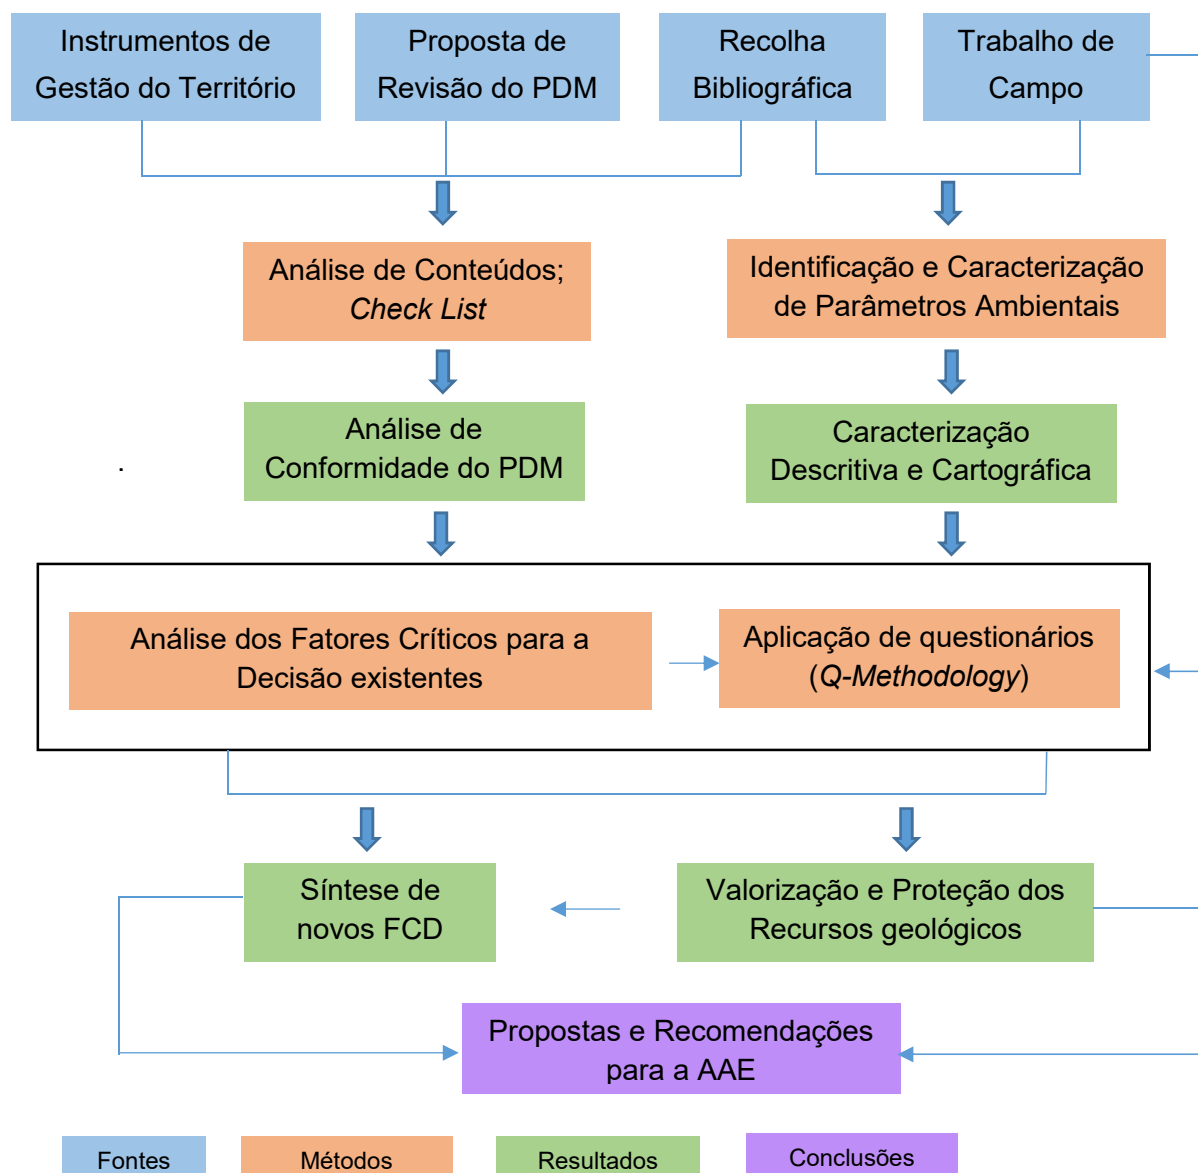 Instrumentos de
Gestão do Território
Proposta de
Revisão do PDM
Recolha
Bibliográfica
Trabalho de
Campo
Análise de Conteúdos;
Check List
Identificação e Caracterização
de Parâmetros Ambientais
Análise de
Conformidade do PDM
Caracterização
Descritiva e Cartográfica
.
Análise dos Fatores Críticos para a
Decisão existentes
Aplicação de questionários
(Q-Methodology)
Síntese de
novos FCD
Valorização e Proteção dos
Recursos geológicos
Propostas e Recomendações
para a AAE
Fontes
Métodos
Resultados
Conclusões